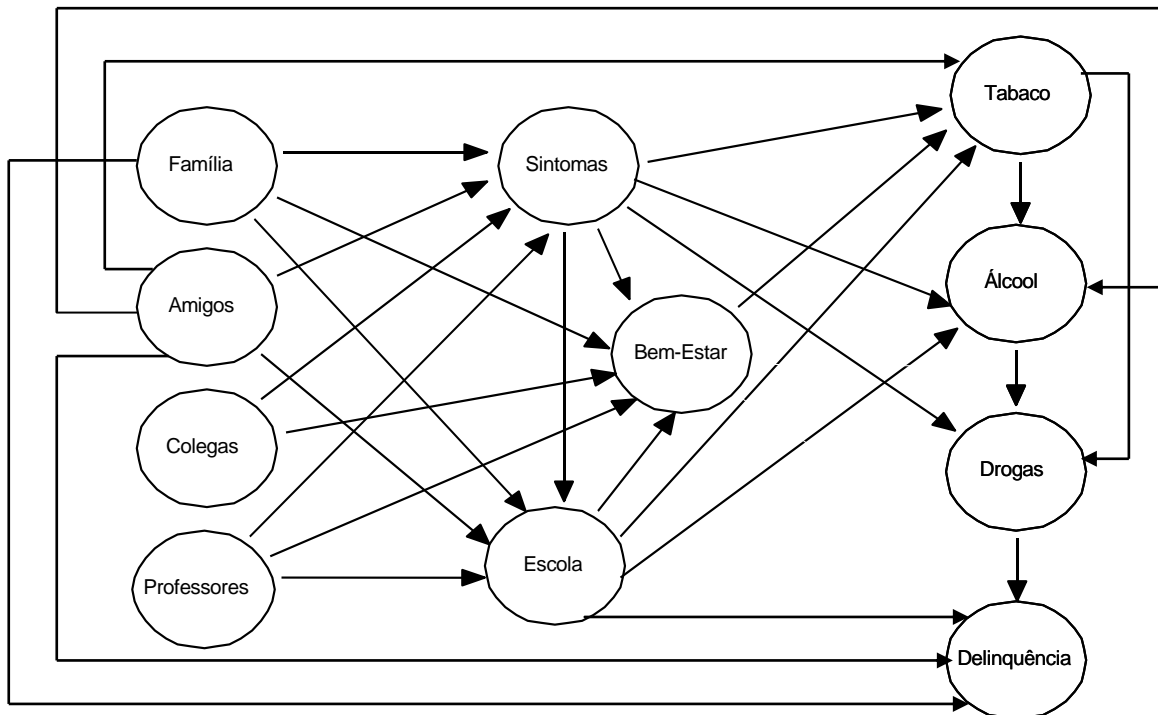 Tabaco
Família
Sintomas
Álcool
Amigos
Bem-Estar
Colegas
Drogas
Escola
Professores
Delinquência